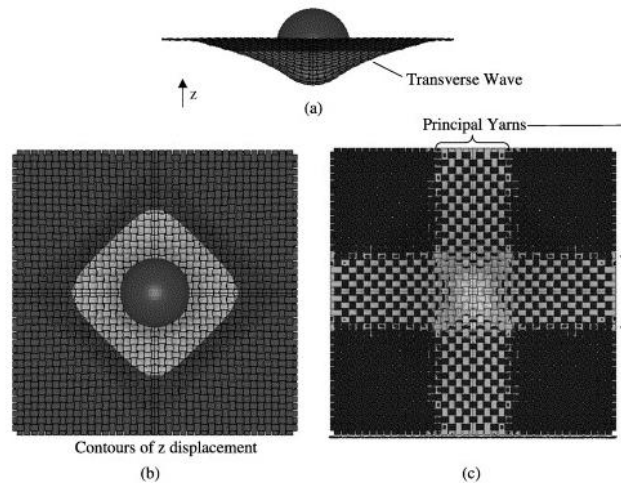 Transverse Wave
z
(a)
Principal Yarns
Contours of z displacement
(b)
(c)